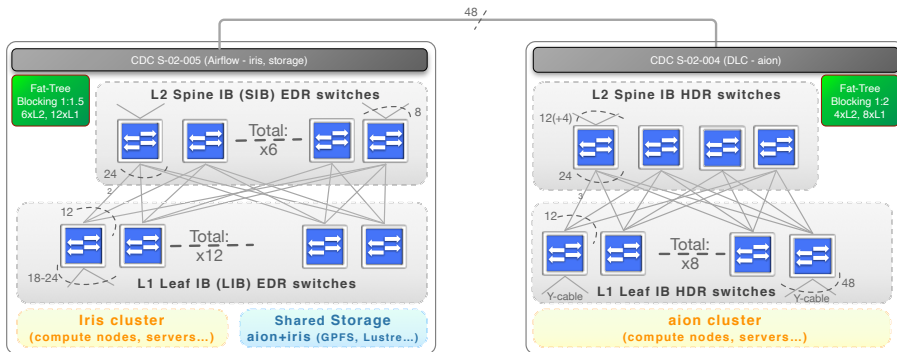 48
CDC S-02-005 (Airflow - iris, storage)
Fat-Tree
Blocking 1:1.5
6xL2, 12xL1
L2 Spine IB (SIB) EDR switches
8
Total:
x6
24
2
12
Total:
x12
18-24
L1 Leaf IB (LIB) EDR switches
Iris cluster
(compute nodes, servers...)
Shared Storage
aion+iris (GPFS, Lustre...)
CDC S-02-004 (DLC - aion)
L2 Spine IB HDR switches
Fat-Tree
Blocking 1:2
4xL2, 8xL1
12(+4)
24
3
12
Total:
x8
48
Y-cable
L1 Leaf IB HDR switches
Y-cable
aion cluster
(compute nodes, servers...)